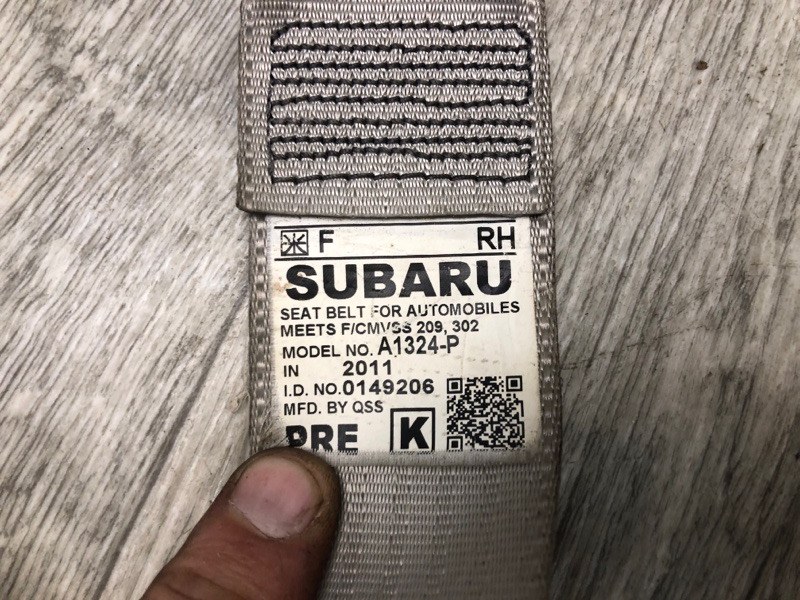 F RH
SUBARU
SEAT BELT FOR AUTOMOBILES
MEETS F/CMVSS 209, 302
MODEL NO. A1324-P
IN 2011
I.D. NO. 0149206
MFD. BY QSS
PRE K